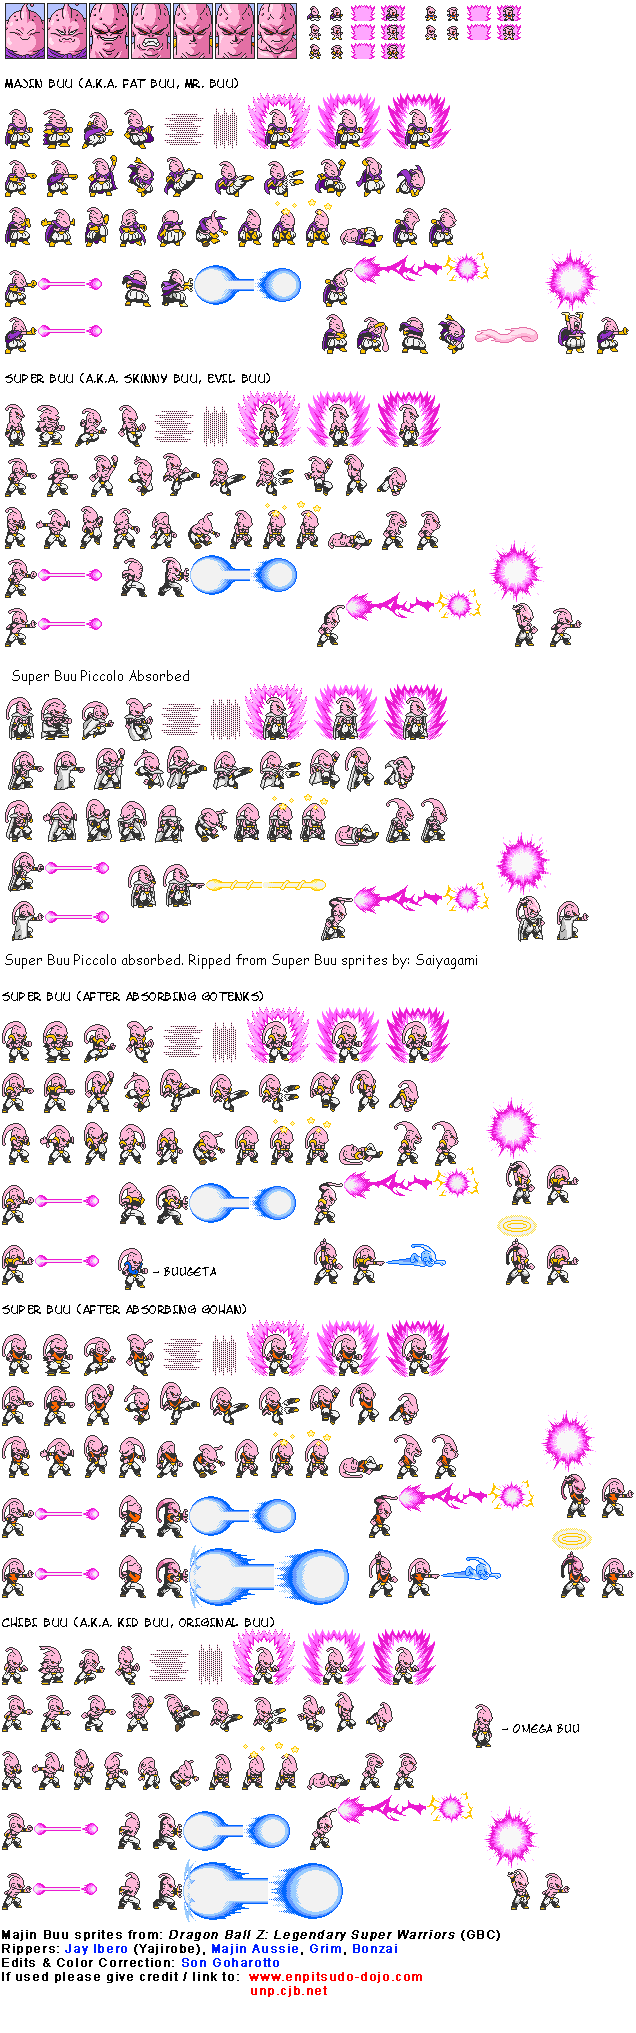 MAJIN BUU (A.K.A. FAT BUU, MR. BUU)
SUPER BUU (A.K.A. SKINNY BUU, EVIL BUU)
Super Buu Piccolo Absorbed
Super Buu Piccolo absorbed. Ripped from Super Buu sprites by: Saiyagami
SUPER BUU (AFTER ABSORBING GOTENKS)
- BUUGETA
SUPER BUU (AFTER ABSORBING GOHAN)
CHIBI BUU (A.K.A. KID BUU, ORIGINAL BUU)
- OMEGA BUU
Majin Buu sprites from: Dragon Ball Z: Legendary Super Warriors (GBC)
Rippers: Jay Ibero (Yajirobe), Majin Aussie, Grim, Bonzai
Edits & Color Correction: Son Goharotto
If used please give credit / link to: www.enpitsudo-dojo.com
unp.cjb.net